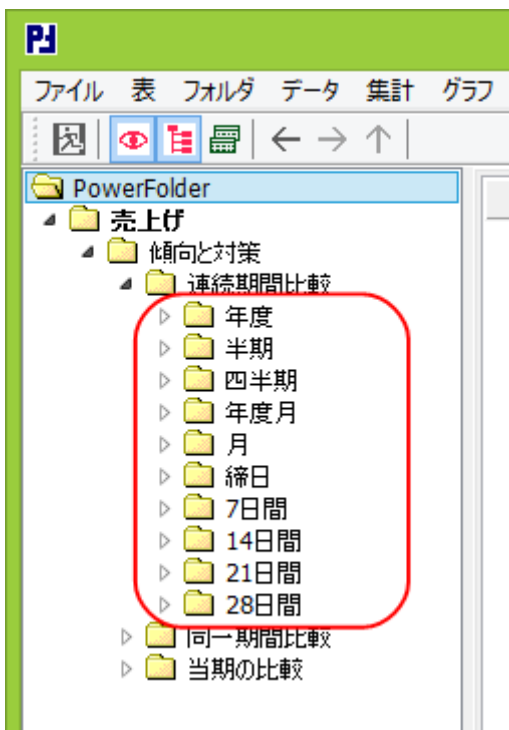 ファイル 表 フォルダ データ 集計 グラフ
PowerFolder
売上げ
傾向と対策
連続期間比較
年度
半期
四半期
年度月
月
締日
7日間
14日間
21日間
28日間
同一期間比較
当期の比較